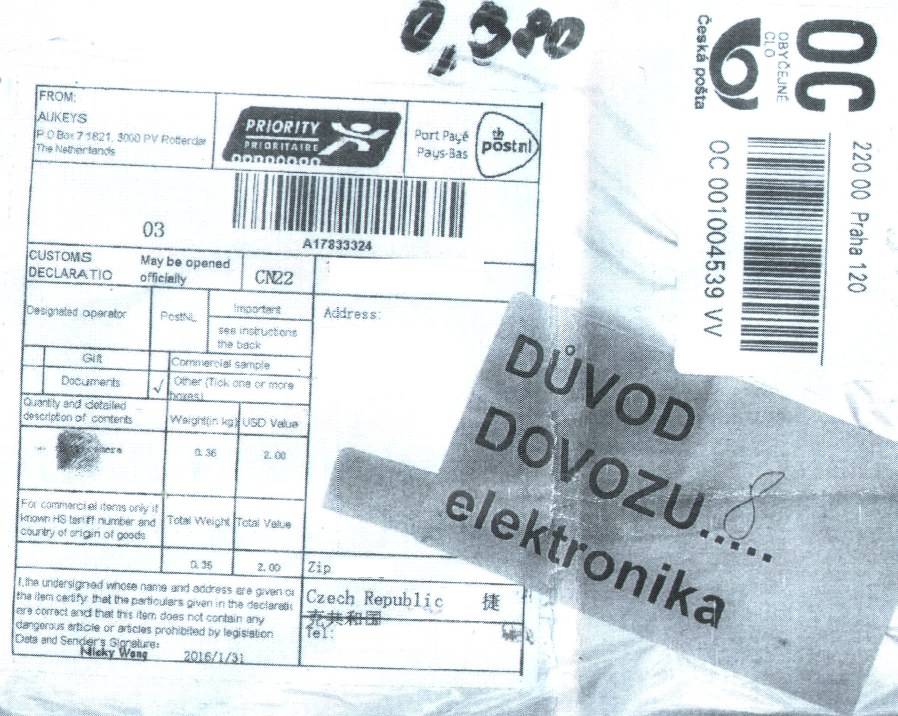 0,380
FROM:
AUKEYS
P.O Box 7 1821, 3000 PV Rotterdar
The Netherlands
PRIORITY
PRIORITAIRE
Port Payé
Pays-Bas
postnl
03
A17833324
CUSTOMS
DECLARATIO
May be opened
officially
CN22
Designated operator
PostNL
Important
see instructions
the back
Gift
Commercial sample
Documents
✓
Other (Tick one or more
boxes)
Quantity and detailed
description of contents
Weight(in kg)
USD Value
0.36
2.00
For commercial items only if
known HS tariff number and
country of origin of goods
Total Weight
Total Value
0.36
2.00
I,the undersigned whose name and address are given on
the item certify that the particulars given in the declaratio
are correct and that this item does not contain any
dangerous article or articles prohibited by legislation
Data and Sender's Signature:
Nicky Wang 2016/1/31
Address:
Zip
Czech Republic 捷
克共和国
Tel:
Česká pošta
OBYČEJNÉ
CLO
OC
OC 001004539 VV
220 00 Praha 120
DŮVOD
DOVOZU..8...
elektronika